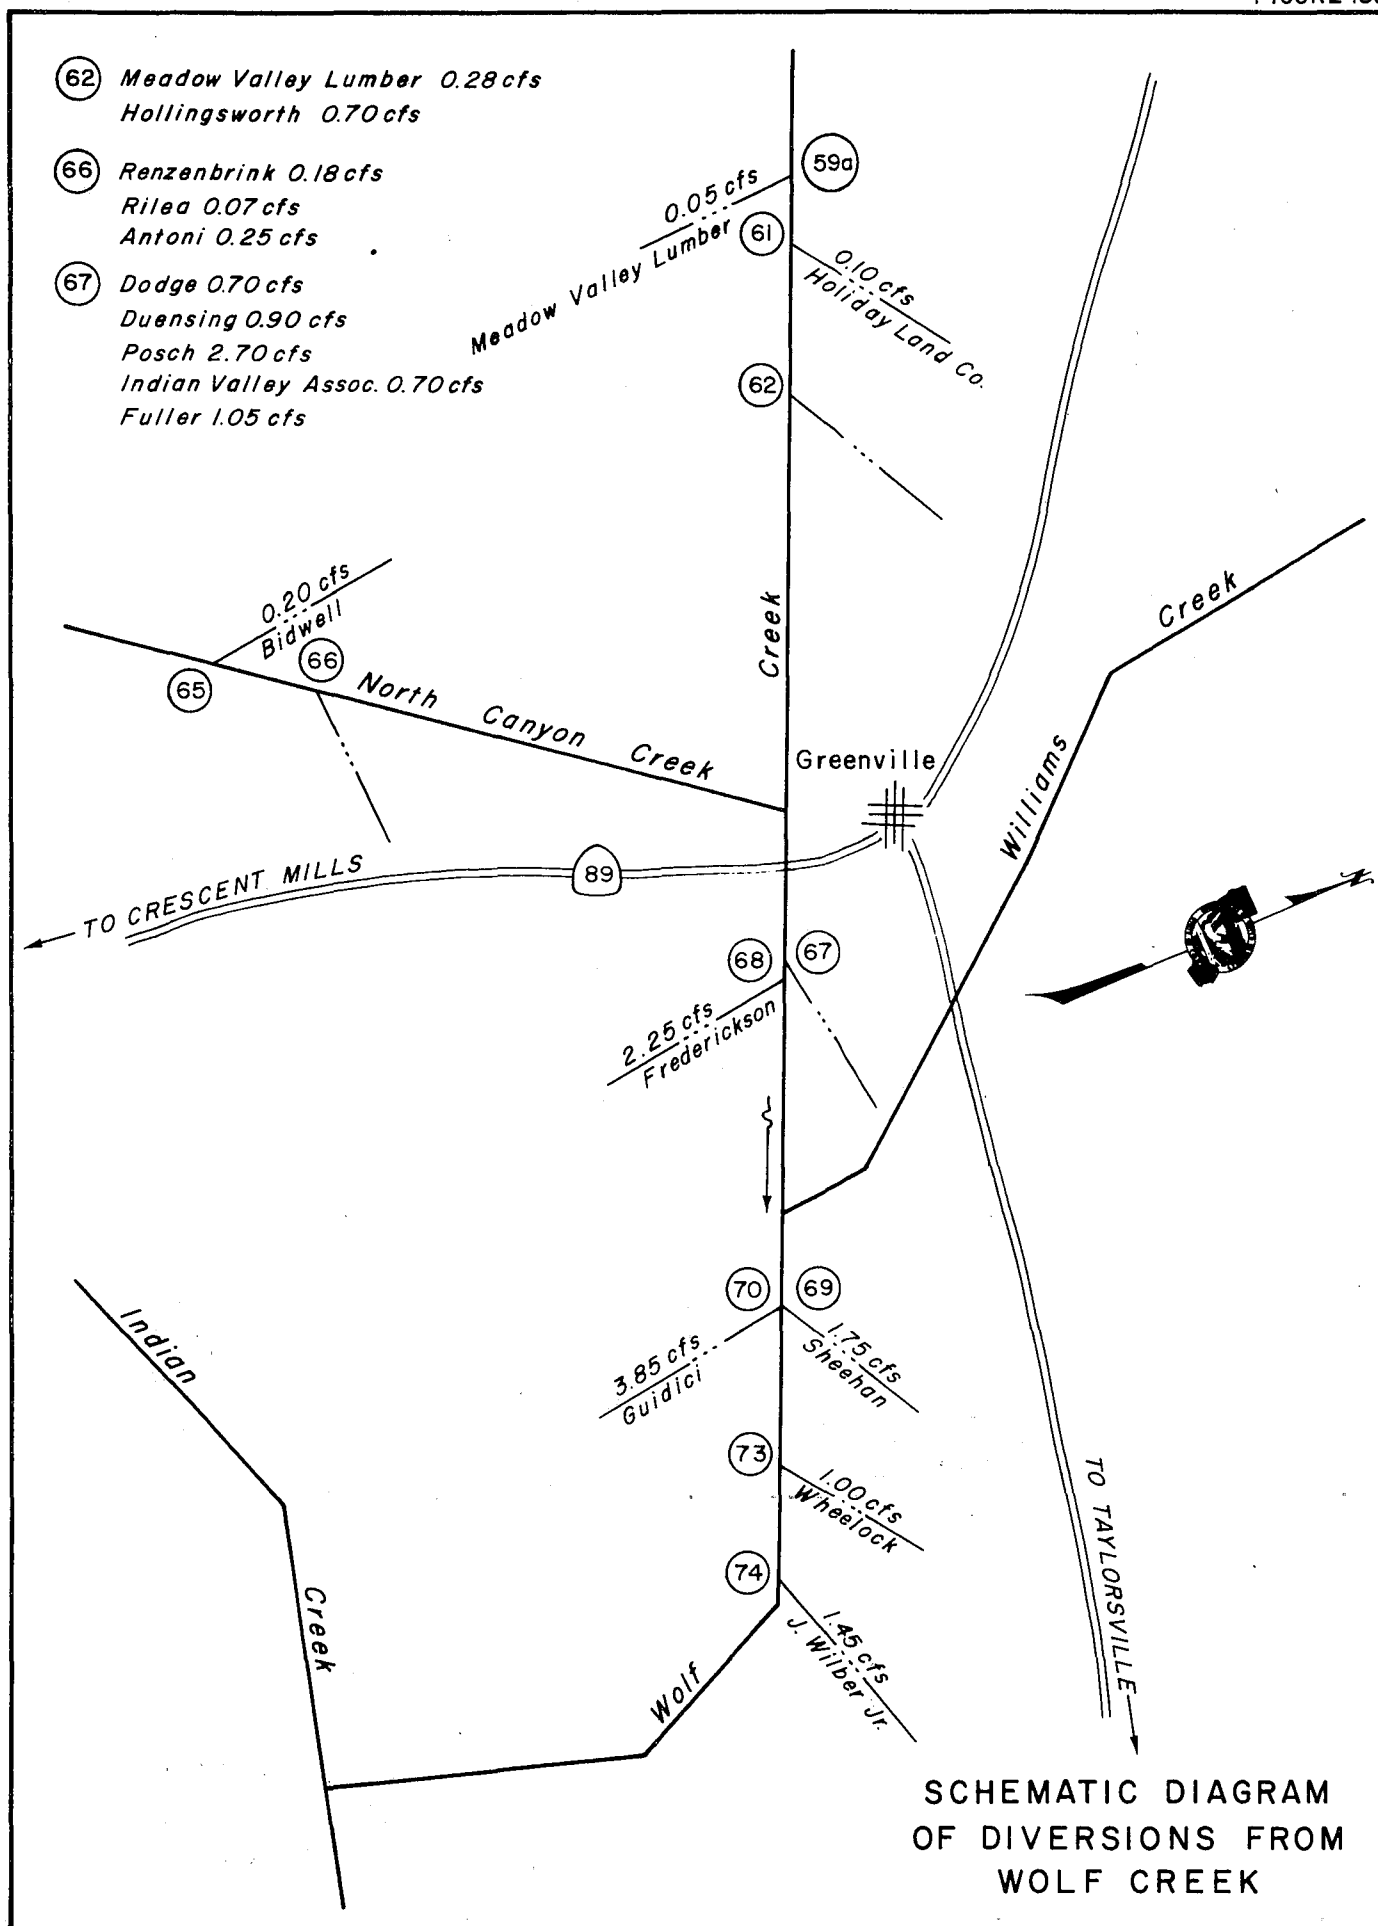 62 Meadow Valley Lumber 0.28 cfs
Hollingsworth 0.70 cfs
66 Renzenbrink 0.18 cfs
Rilea 0.07 cfs
Antoni 0.25 cfs
67 Dodge 0.70 cfs
Duensing 0.90 cfs
Posch 2.70 cfs
Indian Valley Assoc. 0.70 cfs
Fuller 1.05 cfs
59a
0.05 cfs
Meadow Valley Lumber
61
0.10 cfs
Holiday Land Co.
62
0.20 cfs
Bidwell
65
66
North Canyon Creek
Creek
Greenville
Williams Creek
TO CRESCENT MILLS
89
N
68
67
2.25 cfs
Frederickson
70
69
3.85 cfs
Guidici
1.75 cfs
Sheehan
73
1.00 cfs
Wheelock
74
1.45 cfs
J. Wilber Jr.
Indian Creek
Wolf
TO TAYLORSVILLE
SCHEMATIC DIAGRAM
OF DIVERSIONS FROM
WOLF CREEK